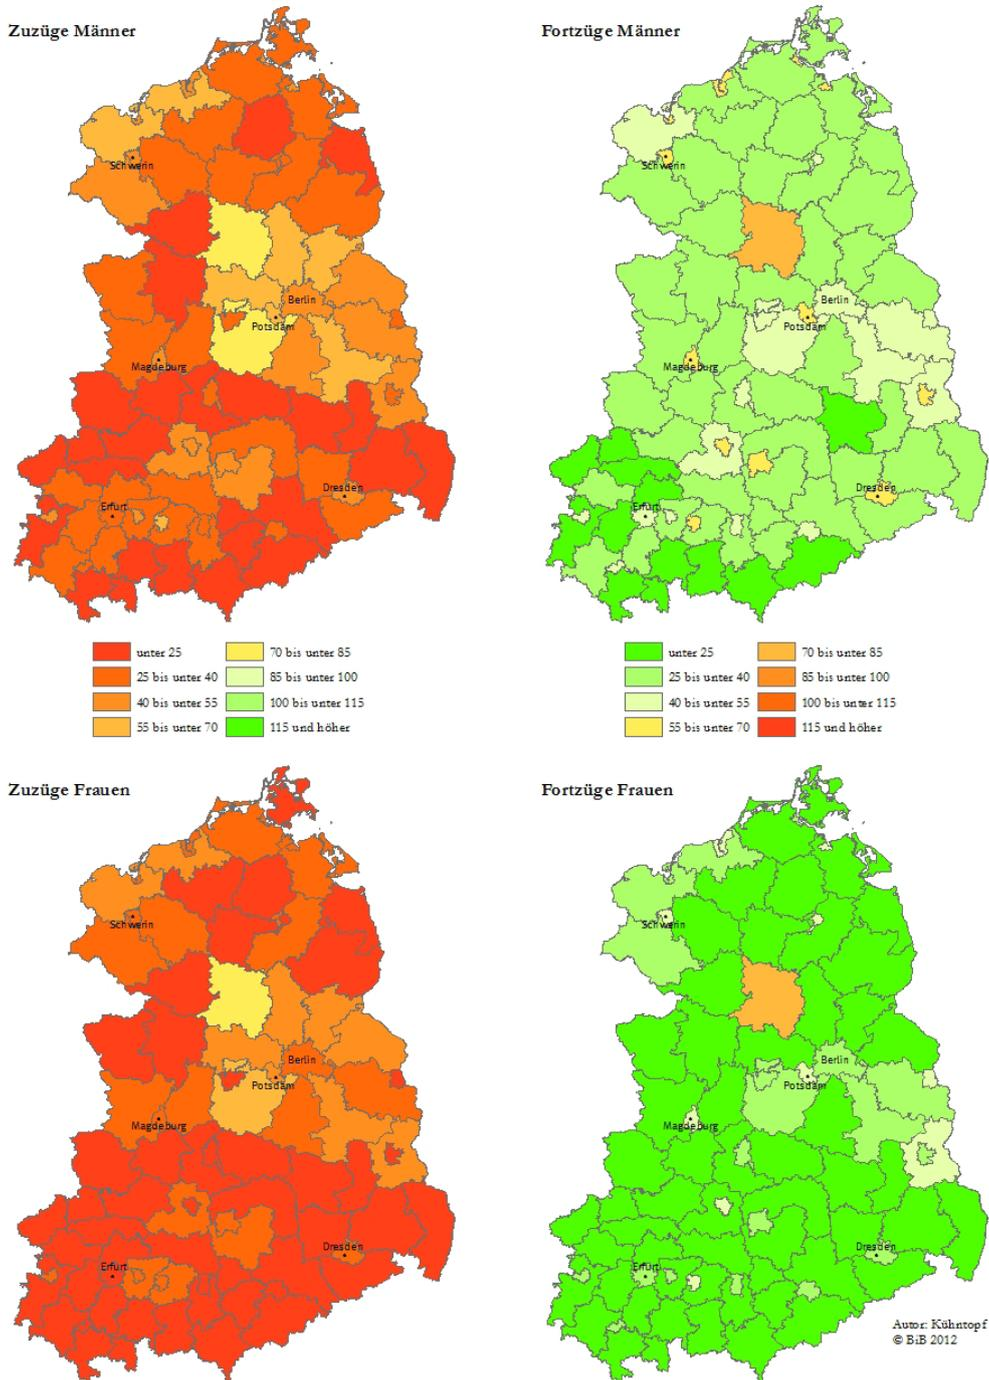 Zuzüge Männer
Fortzüge Männer
Schwerin
Schwerin
Berlin
Berlin
Potsdam
Potsdam
Magdeburg
Magdeburg
Dresden
Dresden
Erfurt
Erfurt
unter 25
70 bis unter 85
25 bis unter 40
85 bis unter 100
40 bis unter 55
100 bis unter 115
55 bis unter 70
115 und höher
unter 25
70 bis unter 85
25 bis unter 40
85 bis unter 100
40 bis unter 55
100 bis unter 115
55 bis unter 70
115 und höher
Zuzüge Frauen
Fortzüge Frauen
Schwerin
Schwerin
Berlin
Berlin
Potsdam
Potsdam
Magdeburg
Magdeburg
Dresden
Dresden
Erfurt
Erfurt
Autor: Kühntopf
© BiB 2012